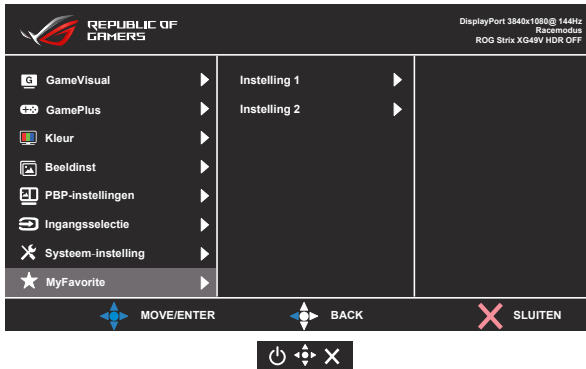 REPUBLIC OF
GAMERS
DisplayPort 3840x1080@ 144Hz
Racemodus
ROG Strix XG49V HDR OFF
G GameVisual
GamePlus
Kleur
Beeldinst
PBP-instellingen
Ingangsselectie
Systeem-instelling
MyFavorite
Instelling 1
Instelling 2
MOVE/ENTER
BACK
SLUITEN